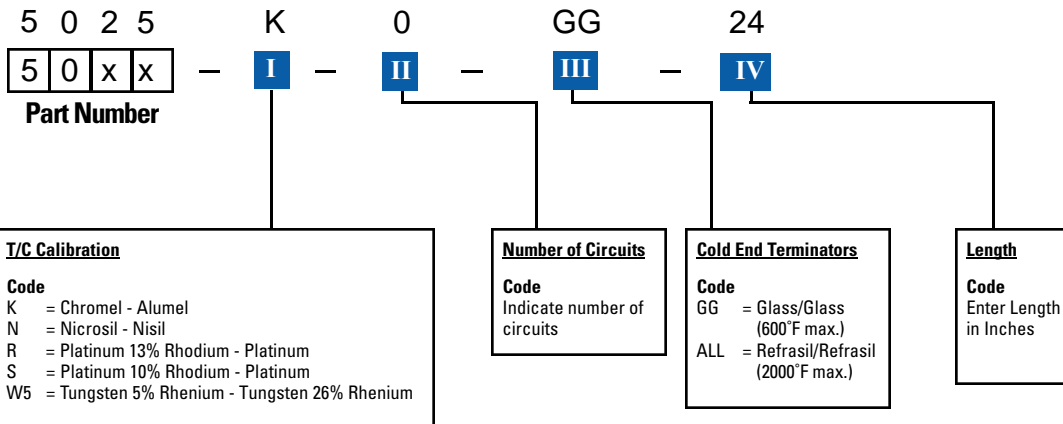 5 0 2 5 K 0 GG 24
5 0 x x – I – II – III – IV
Part Number
T/C Calibration
Code
K = Chromel - Alumel
N = Nicrosil - Nisil
R = Platinum 13% Rhodium - Platinum
S = Platinum 10% Rhodium - Platinum
W5 = Tungsten 5% Rhenium - Tungsten 26% Rhenium
Number of Circuits
Code
Indicate number of
circuits
Cold End Terminators
Code
GG = Glass/Glass
(600˚F max.)
ALL = Refrasil/Refrasil
(2000˚F max.)
Length
Code
Enter Length
in Inches